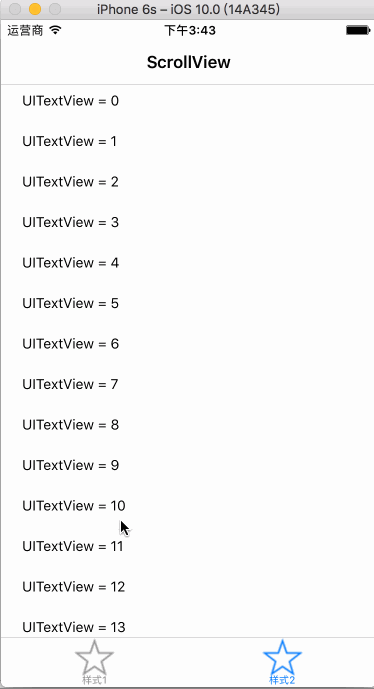 iPhone 6s – iOS 10.0 (14A345)
运营商 下午3:43
ScrollView
UITextView = 0
UITextView = 1
UITextView = 2
UITextView = 3
UITextView = 4
UITextView = 5
UITextView = 6
UITextView = 7
UITextView = 8
UITextView = 9
UITextView = 10
UITextView = 11
UITextView = 12
UITextView = 13
样式1 样式2